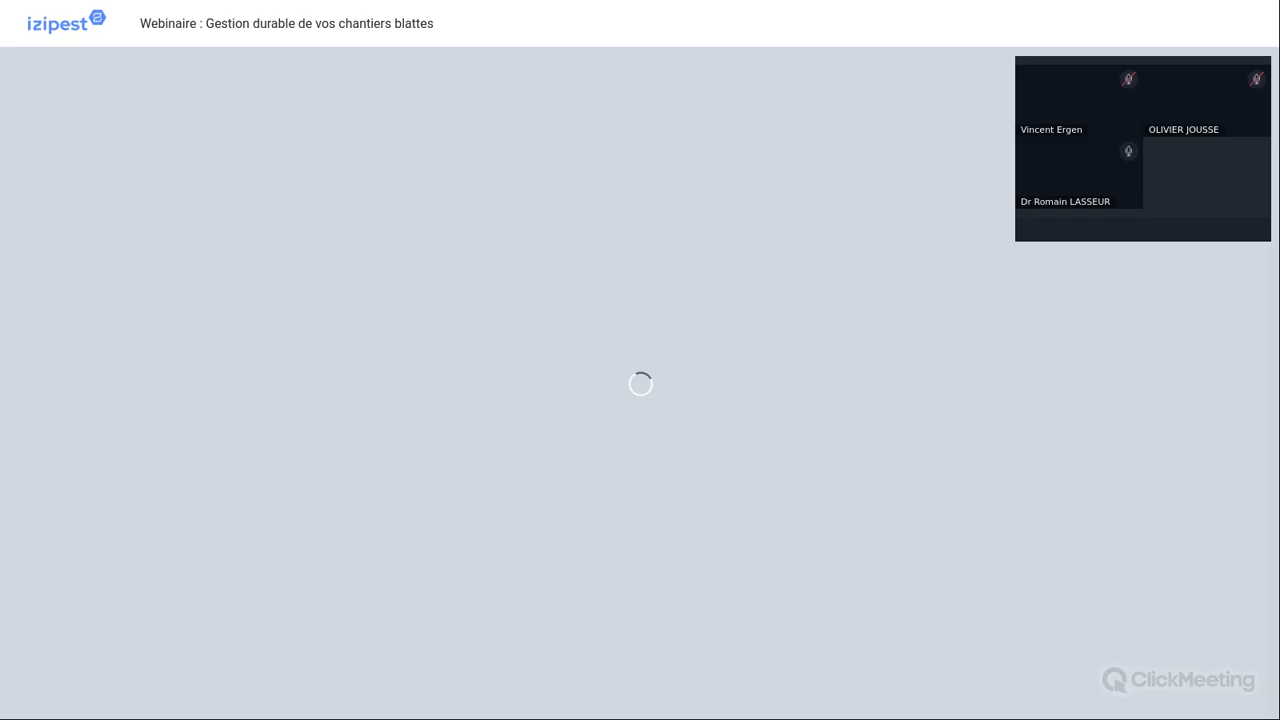 izipest
Webinaire : Gestion durable de vos chantiers blattes
Vincent Ergen
OLIVIER JOUSSE
Dr Romain LASSEUR
ClickMeeting